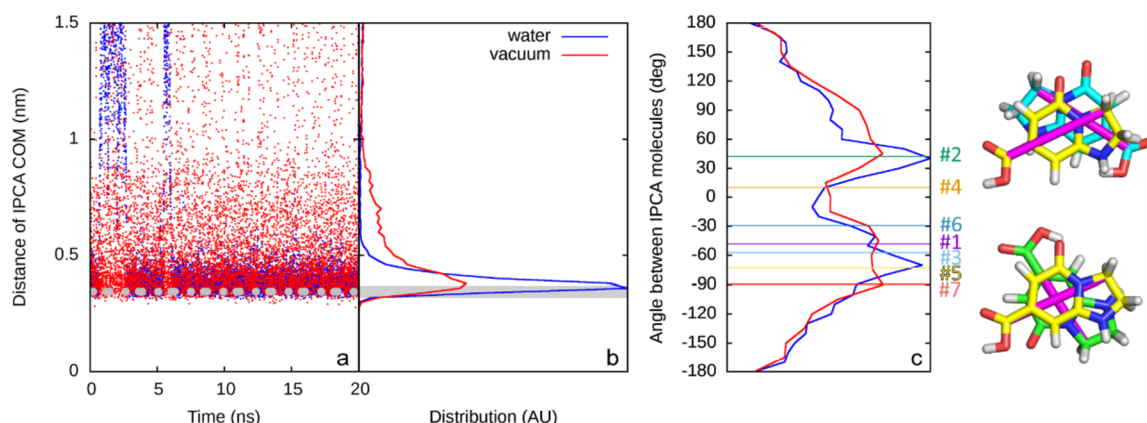 1.5
1
0.5
0
Distance of IPCA COM (nm)
0 5 10 15 20
Time (ns)
a
water
vacuum
b
Distribution (AU)
180
150
120
90
60
30
0
-30
-60
-90
-120
-150
-180
Angle between IPCA molecules (deg)
c
#2
#4
#6
#1
#3
#5
#7